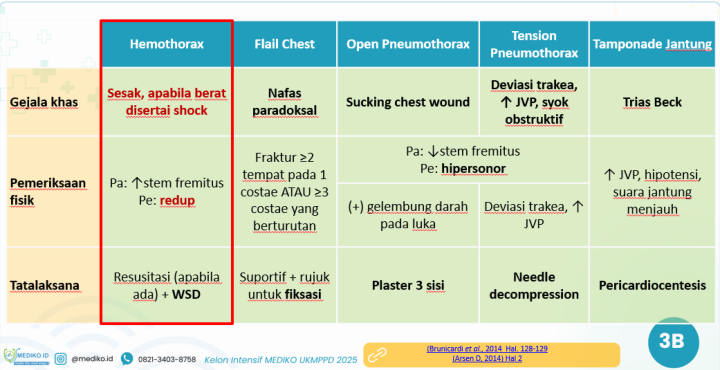 Hemothorax
Flail Chest
Open Pneumothorax
Tension
Pneumothorax
Tamponade Jantung
Gejala khas
Sesak, apabila berat
disertai shock
Nafas
paradoksal
Sucking chest wound
Deviasi trakea,
↑ JVP, syok
obstruktif
Trias Beck
Pemeriksaan
fisik
Pa: ↑stem fremitus
Pe: redup
Fraktur ≥2
tempat pada 1
costae ATAU ≥3
costae yang
berturutan
Pa: ↓stem fremitus
Pe: hipersonor
(+) gelembung darah
pada luka
Deviasi trakea, ↑
JVP
↑ JVP, hipotensi,
suara jantung
menjauh
Tatalaksana
Resusitasi (apabila
ada) + WSD
Suportif + rujuk
untuk fiksasi
Plaster 3 sisi
Needle
decompression
Pericardiocentesis
MEDIKO.ID
@mediko.id
0821-3403-8758
Kelon Intensif MEDIKO UKMPPD 2025
(Brunicardi et al., 2014 Hal. 128-129
(Arsen D, 2014) Hal 2
3B